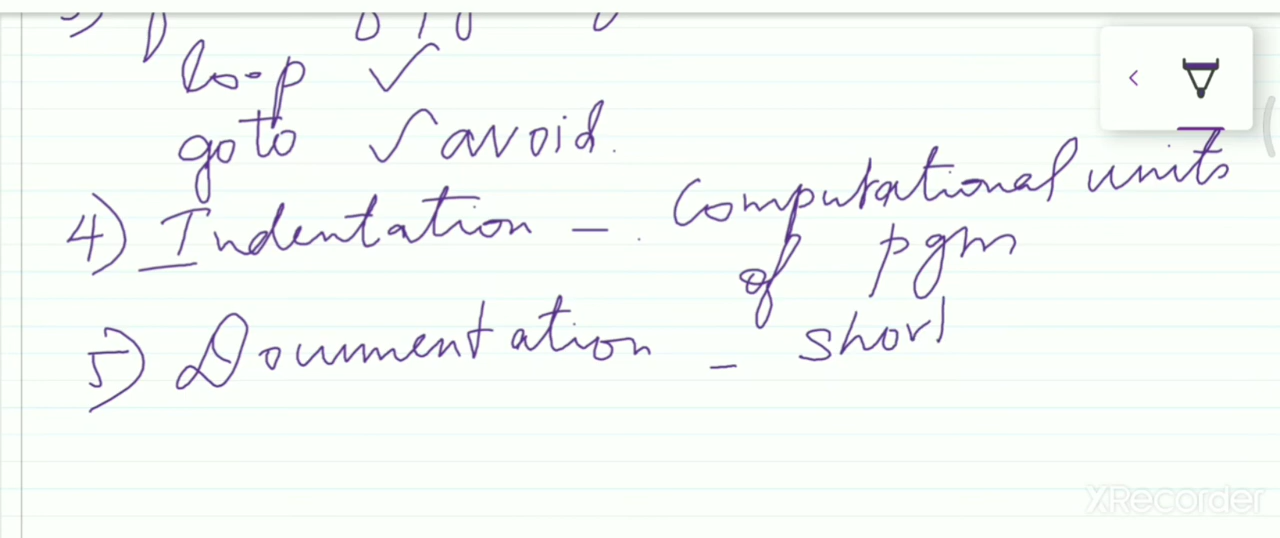 loop ✓
goto ✓ avoid.
4) Indentation - Computational units
of pgm
5) Documentation - short
XRecorder